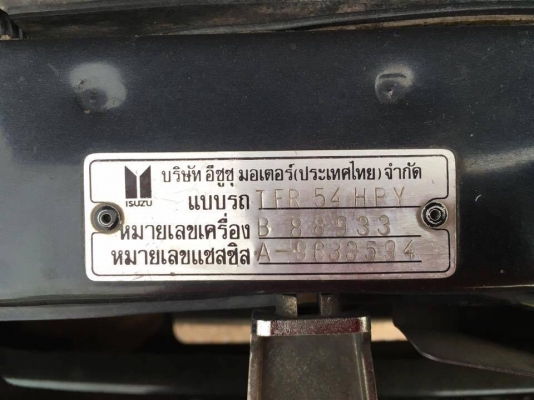 บริษัท อีซูซุ มอเตอร์(ประเทศไทย) จำกัด
ISUZU
แบบรถ TFR 54 HPY
หมายเลขเครื่อง B 88933
หมายเลขแชสซิส A-9630594